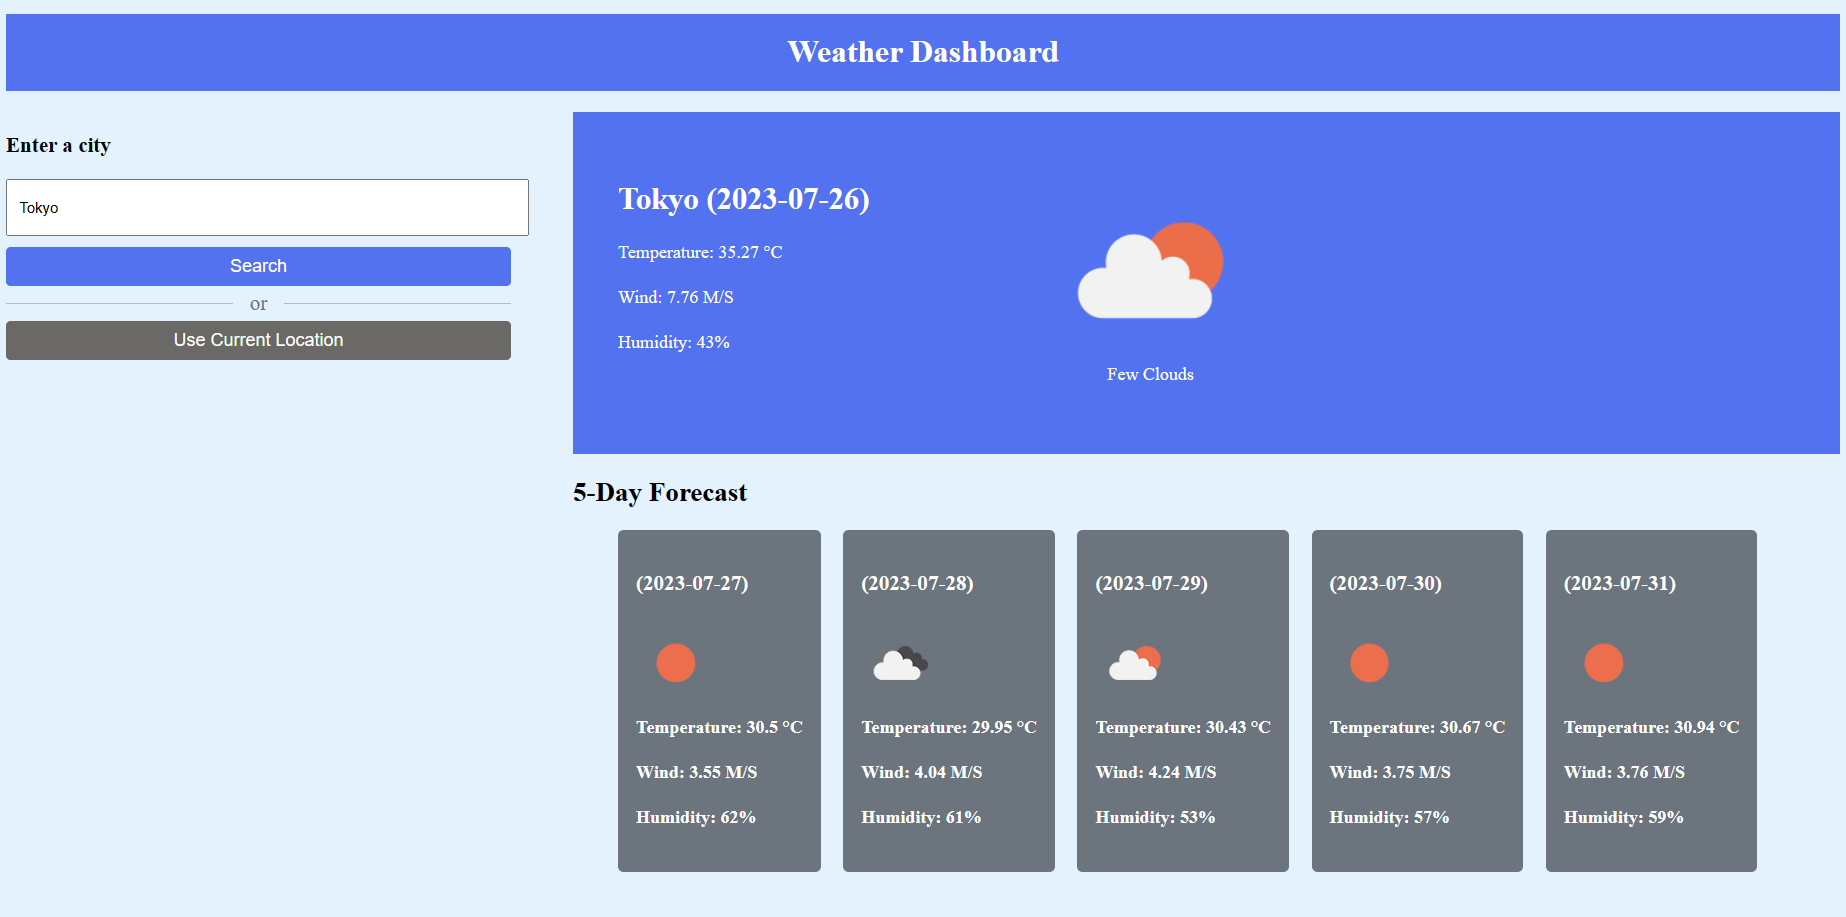 Weather Dashboard
Enter a city
Tokyo
Search
or
Use Current Location
Tokyo (2023-07-26)
Temperature: 35.27 °C
Wind: 7.76 M/S
Humidity: 43%
Few Clouds
5-Day Forecast
(2023-07-27)
Temperature: 30.5 °C
Wind: 3.55 M/S
Humidity: 62%
(2023-07-28)
Temperature: 29.95 °C
Wind: 4.04 M/S
Humidity: 61%
(2023-07-29)
Temperature: 30.43 °C
Wind: 4.24 M/S
Humidity: 53%
(2023-07-30)
Temperature: 30.67 °C
Wind: 3.75 M/S
Humidity: 57%
(2023-07-31)
Temperature: 30.94 °C
Wind: 3.76 M/S
Humidity: 59%